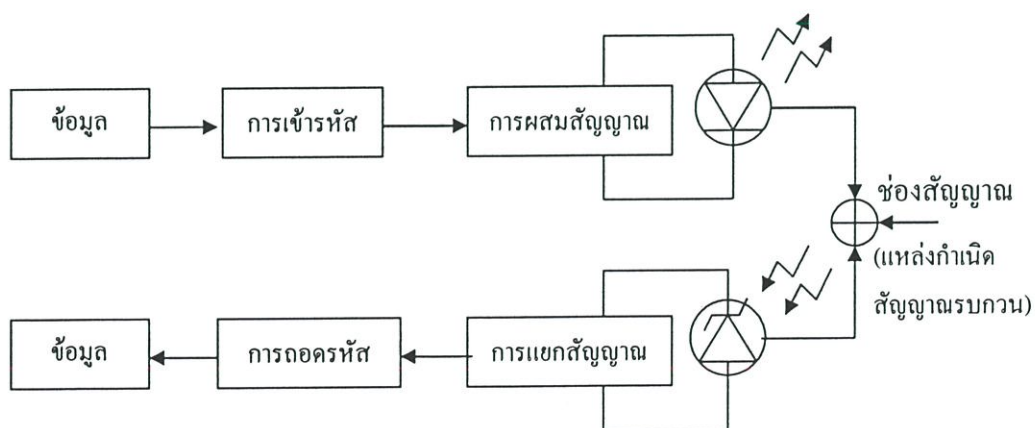 ข้อมูล
การเข้ารหัส
การผสมสัญญาณ
ช่องสัญญาณ
(แหล่งกำเนิด
สัญญาณรบกวน)
ข้อมูล
การถอดรหัส
การแยกสัญญาณ